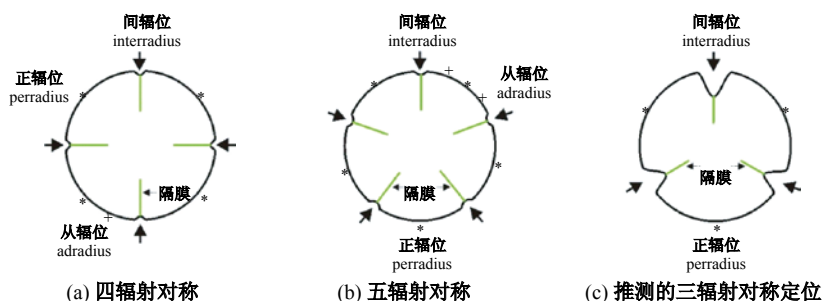 间辐位
interradius
正辐位
perradius
隔膜
从辐位
adradius
(a) 四辐射对称
间辐位
interradius
从辐位
adradius
隔膜
正辐位
perradius
(b) 五辐射对称
间辐位
interradius
隔膜
正辐位
perradius
(c) 推测的三辐射对称定位